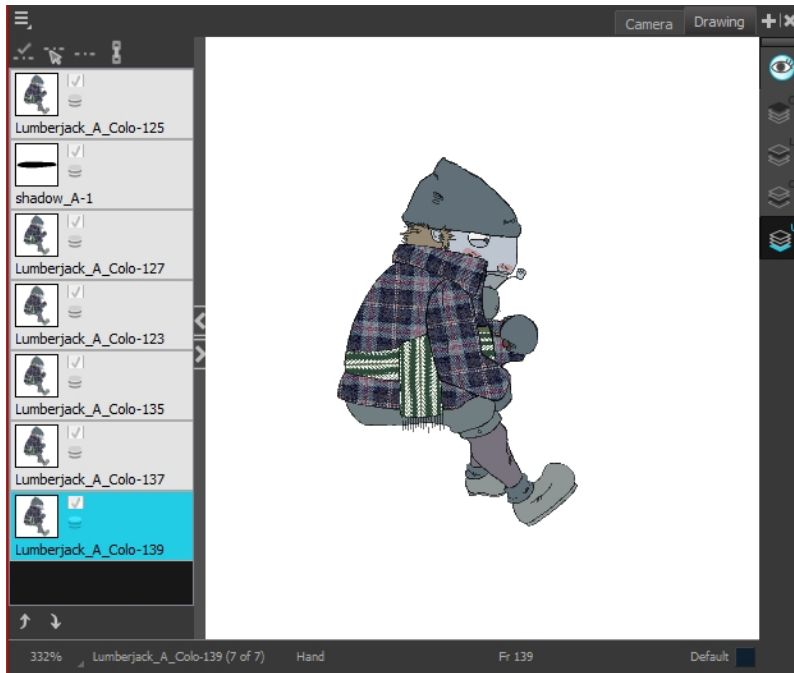 Camera
Drawing
Lumberjack_A_Colo-125
shadow_A-1
Lumberjack_A_Colo-127
Lumberjack_A_Colo-123
Lumberjack_A_Colo-135
Lumberjack_A_Colo-137
Lumberjack_A_Colo-139
332% Lumberjack_A_Colo-139 (7 of 7) Hand Fr 139 Default